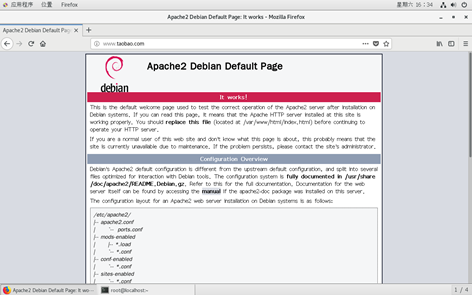 应用程序 位置 Firefox 星期六 16：34
Apache2 Debian Default Page: It works - Mozilla Firefox
Apache2 Debian Default Page: It
www.taobao.com
debian
Apache2 Debian Default Page
It works!
This is the default welcome page used to test the correct operation of the Apache2 server after installation on
Debian systems. If you can read this page, it means that the Apache HTTP server installed at this site is
working properly. You should replace this file (located at /var/www/html/index.html) before continuing to
operate your HTTP server.
If you are a normal user of this web site and don't know what this page is about, this probably means that the
site is currently unavailable due to maintenance. If the problem persists, please contact the site's administrator.
Configuration Overview
Debian's Apache2 default configuration is different from the upstream default configuration, and split into several
files optimized for interaction with Debian tools. The configuration system is fully documented in /usr/share
/doc/apache2/README.Debian.gz. Refer to this for the full documentation. Documentation for the web
server itself can be found by accessing the manual if the apache2-doc package was installed on this server.
The configuration layout for an Apache2 web server installation on Debian systems is as follows:
/etc/apache2/
|-- apache2.conf
| `-- ports.conf
|-- mods-enabled
| |-- *.load
| `-- *.conf
|-- conf-enabled
| `-- *.conf
|-- sites-enabled
| `-- *.conf
Apache2 Debian Default Page: It wo··· root@localhost:~ 1 / 4